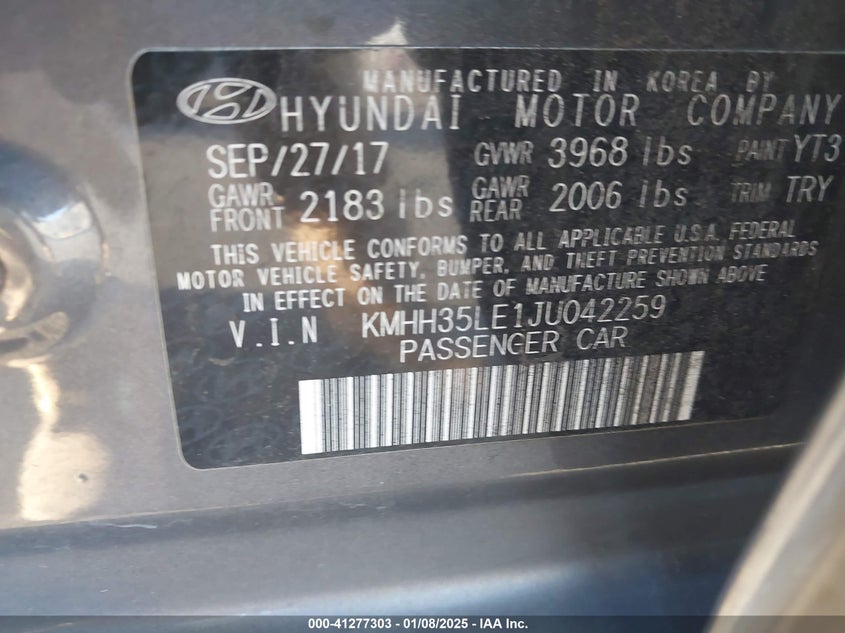 MANUFACTURED IN KOREA BY
HYUNDAI MOTOR COMPANY
SEP/27/17 GVWR 3968 lbs PAINT YT3
GAWR FRONT 2183 lbs GAWR REAR 2006 lbs TRIM TRY
THIS VEHICLE CONFORMS TO ALL APPLICABLE U.S.A. FEDERAL
MOTOR VEHICLE SAFETY, BUMPER, AND THEFT PREVENTION STANDARDS
IN EFFECT ON THE DATE OF MANUFACTURE SHOWN ABOVE
V.I.N KMHH35LE1JU042259
PASSENGER CAR
000-41277303 - 01/08/2025 - IAA Inc.